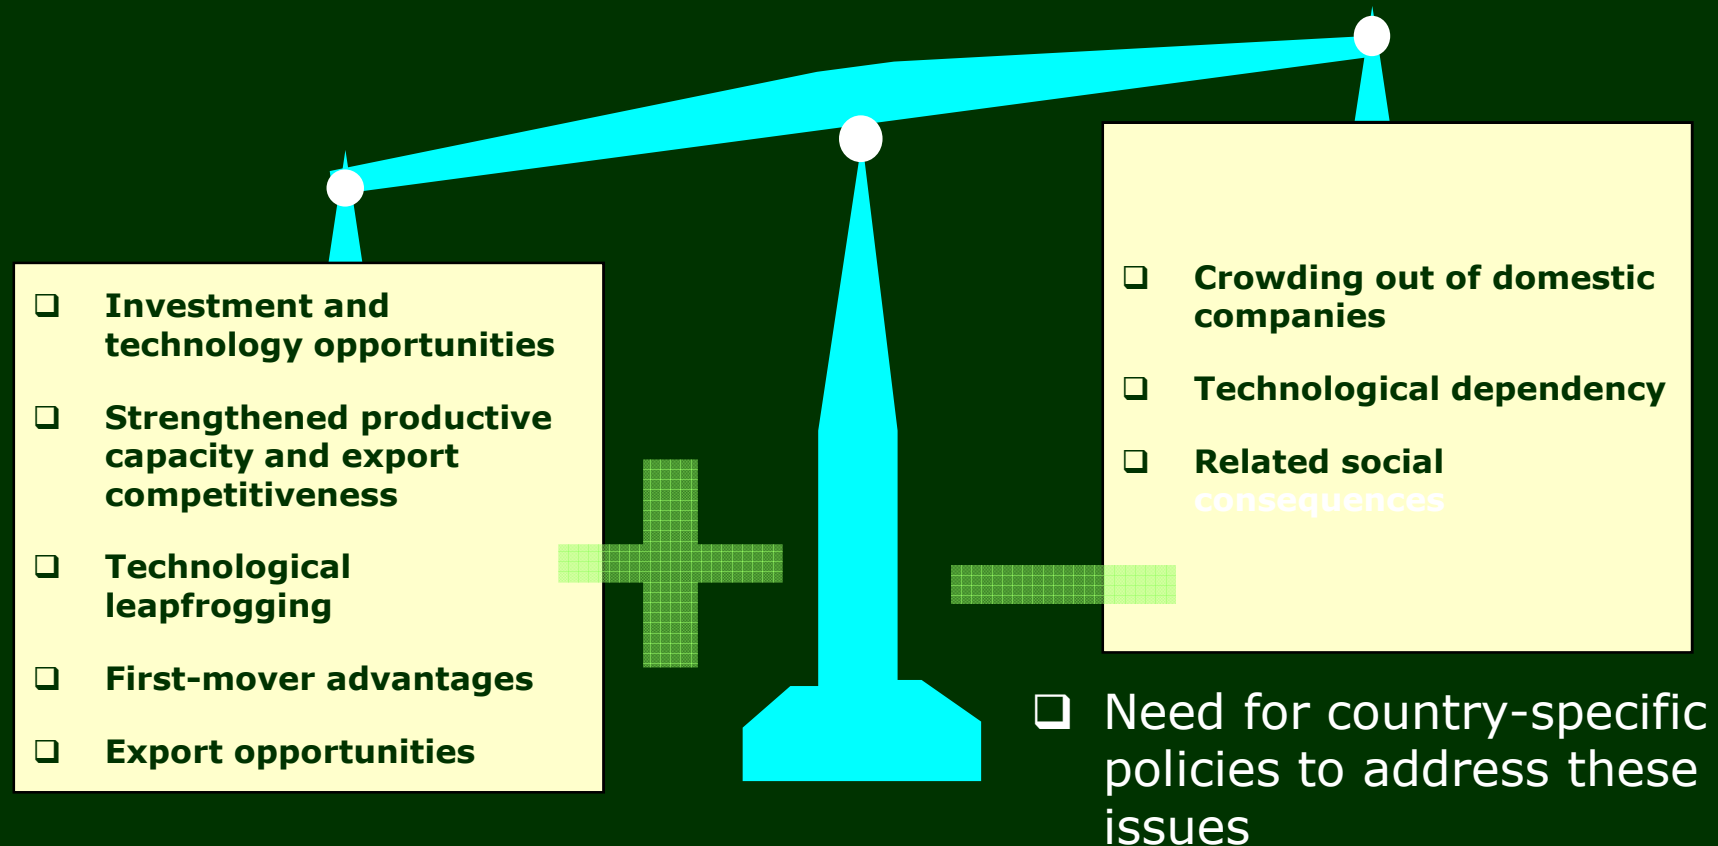 ❑ Investment and
technology opportunities
❑ Strengthened productive
capacity and export
competitiveness
❑ Technological
leapfrogging
❑ First-mover advantages
❑ Export opportunities
❑ Crowding out of domestic
companies
❑ Technological dependency
❑ Related social
consequences
❑ Need for country-specific
policies to address these
issues